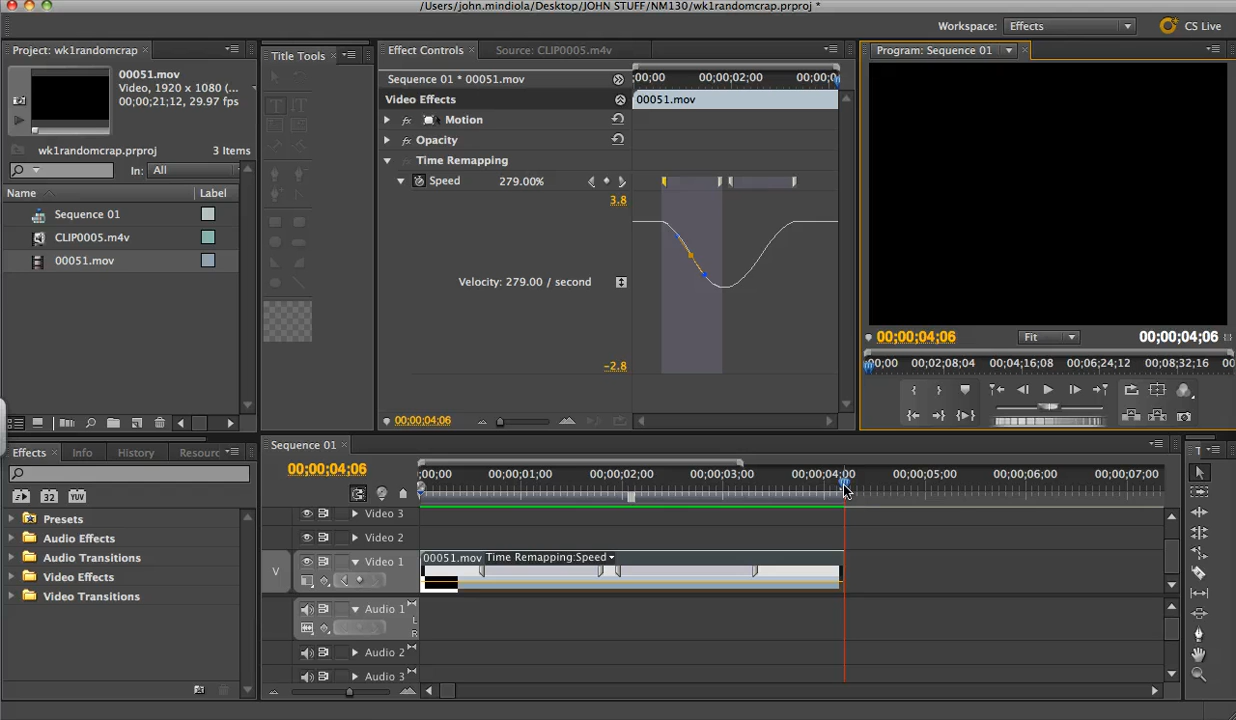 /Users/john.mindiola/Desktop/JOHN STUFF/NM130/wk1randomcrap.prproj *
Workspace: Effects
CS Live
Project: wk1randomcrap
00051.mov
Video, 1920 x 1080 (...
00;00;21;12, 29.97 fps
wk1randomcrap.prproj
3 Items
In: All
Name
Label
Sequence 01
CLIP0005.m4v
00051.mov
Title Tools
Effect Controls
Source: CLIP0005.m4v
Sequence 01 * 00051.mov
Video Effects
fx Motion
fx Opacity
Time Remapping
Speed
279.00%
3.8
Velocity: 279.00 / second
-2.8
00;00;04;06
;00;00
00;00;02;00
00;00;0
00051.mov
Program: Sequence 01
00;00;04;06
Fit
00;00;04;06
;00;00
00;02;08;04
00;04;16;08
00;06;24;12
00;08;32;16
00
Effects
Info
History
Resourc
32
YUV
Presets
Audio Effects
Audio Transitions
Video Effects
Video Transitions
Sequence 01
00;00;04;06
;00;00
00;00;01;00
00;00;02;00
00;00;03;00
00;00;04;00
00;00;05;00
00;00;06;00
00;00;07;00
Video 3
Video 2
V
Video 1
00051.mov Time Remapping:Speed
Audio 1
L
R
Audio 2
Audio 3
T